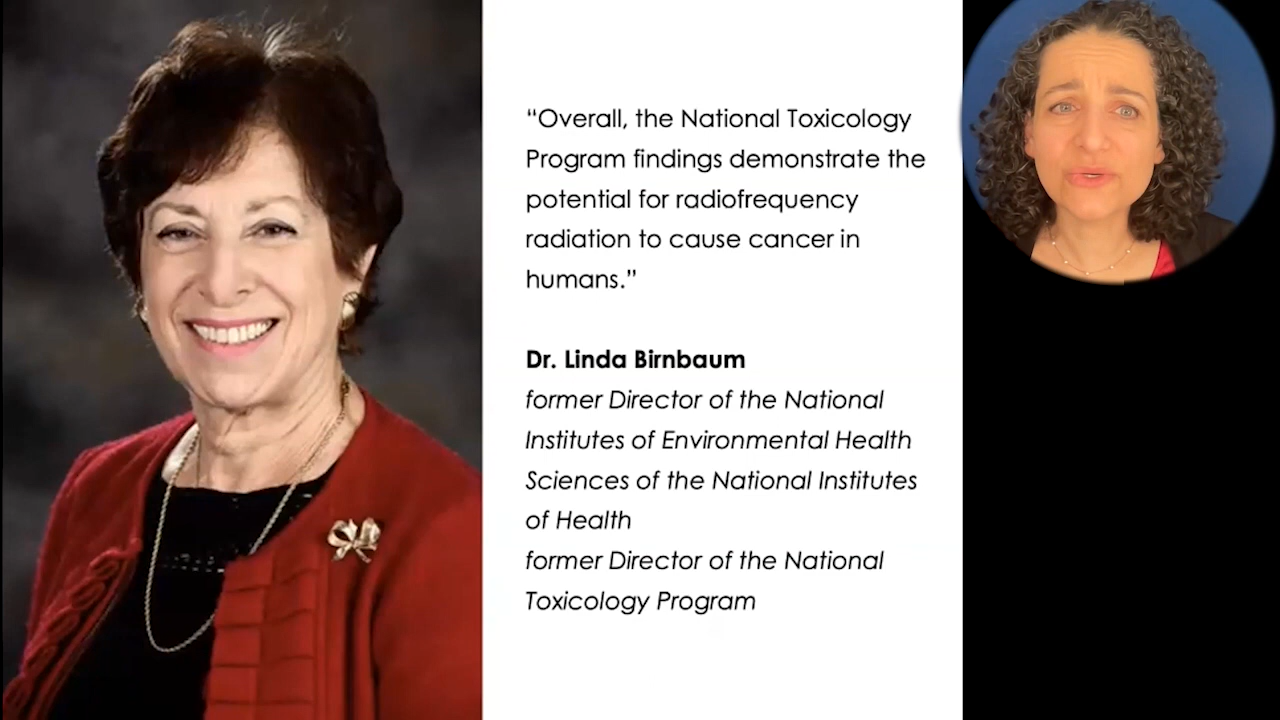 “Overall, the National Toxicology
Program findings demonstrate the
potential for radiofrequency
radiation to cause cancer in
humans.”
Dr. Linda Birnbaum
former Director of the National
Institutes of Environmental Health
Sciences of the National Institutes
of Health
former Director of the National
Toxicology Program